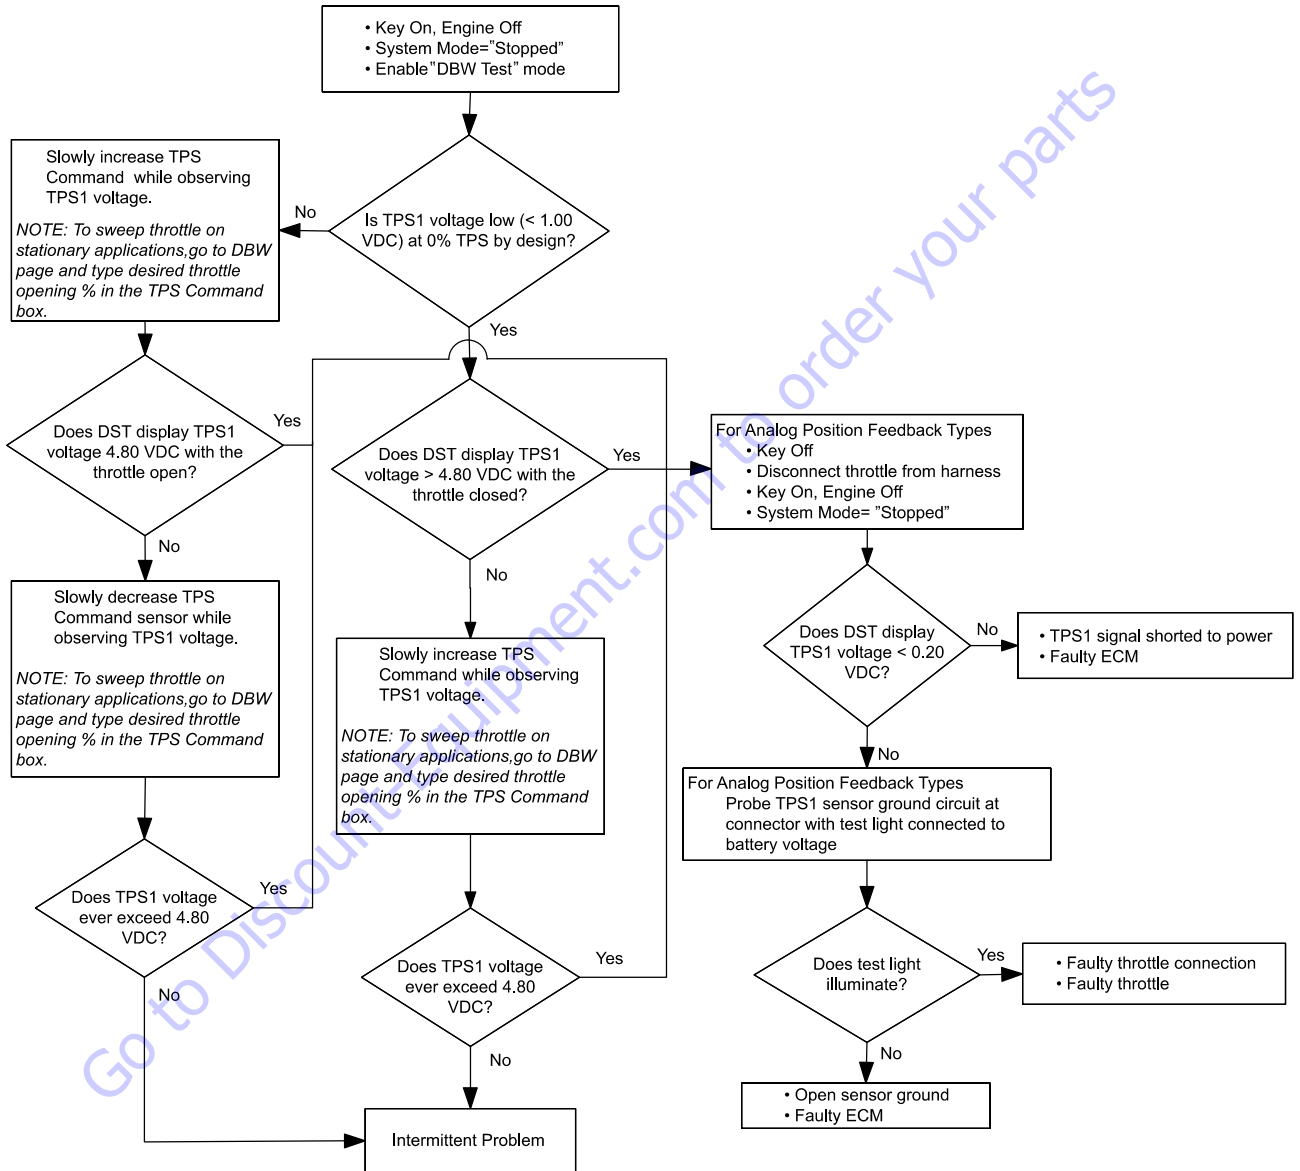 • Key On, Engine Off
• System Mode="Stopped"
• Enable"DBW Test" mode
Is TPS1 voltage low (< 1.00
VDC) at 0% TPS by design?
No
Yes
Slowly increase TPS
Command while observing
TPS1 voltage.
NOTE: To sweep throttle on
stationary applications,go to DBW
page and type desired throttle
opening % in the TPS Command
box.
Does DST display TPS1
voltage 4.80 VDC with the
throttle open?
Yes
No
Slowly decrease TPS
Command sensor while
observing TPS1 voltage.
NOTE: To sweep throttle on
stationary applications,go to DBW
page and type desired throttle
opening % in the TPS Command
box.
Does TPS1 voltage
ever exceed 4.80
VDC?
Yes
No
Does DST display TPS1
voltage > 4.80 VDC with the
throttle closed?
Yes
No
Slowly increase TPS
Command while observing
TPS1 voltage.
NOTE: To sweep throttle on
stationary applications,go to DBW
page and type desired throttle
opening % in the TPS Command
box.
Does TPS1 voltage
ever exceed 4.80
VDC?
Yes
No
Intermittent Problem
For Analog Position Feedback Types
• Key Off
• Disconnect throttle from harness
• Key On, Engine Off
• System Mode= "Stopped"
Does DST display
TPS1 voltage < 0.20
VDC?
No
• TPS1 signal shorted to power
• Faulty ECM
No
For Analog Position Feedback Types
Probe TPS1 sensor ground circuit at
connector with test light connected to
battery voltage
Does test light
illuminate?
Yes
• Faulty throttle connection
• Faulty throttle
No
• Open sensor ground
• Faulty ECM
Go to Discount-Equipment.com to order your parts